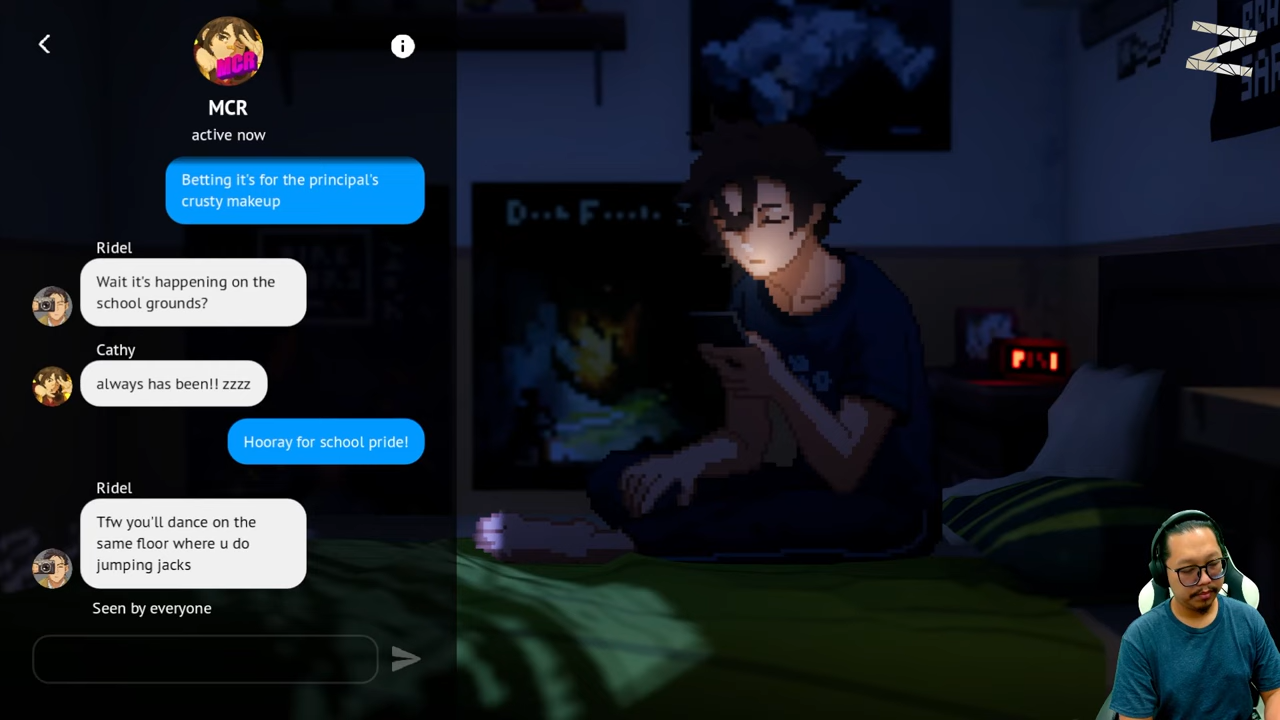 MCR
MCR
active now
Betting it's for the principal's
crusty makeup
Ridel
Wait it's happening on the
school grounds?
Cathy
always has been!! zzzz
Hooray for school pride!
Ridel
Tfw you'll dance on the
same floor where u do
jumping jacks
Seen by everyone